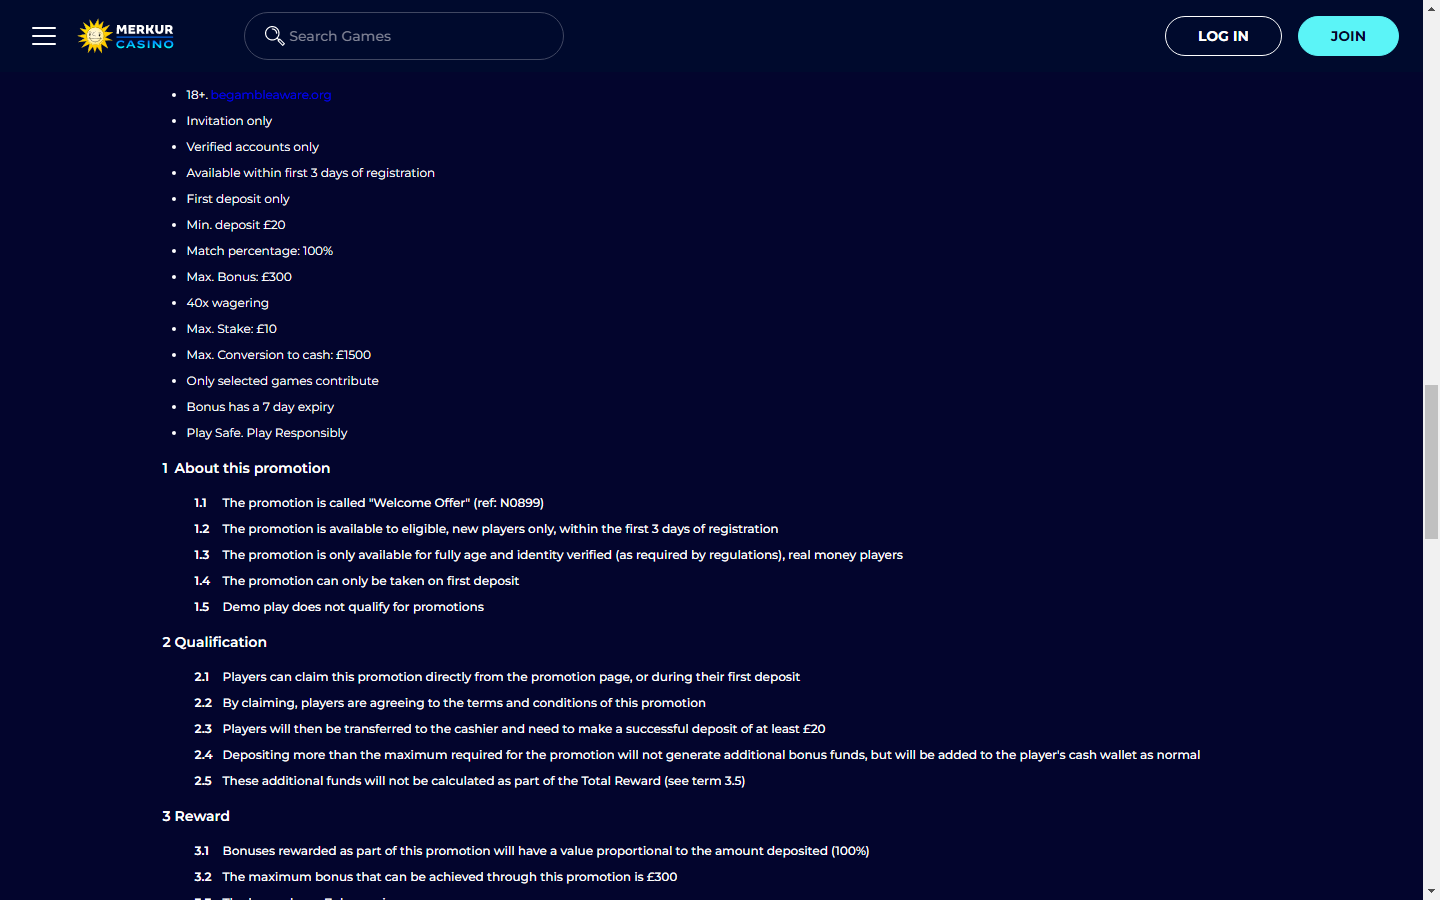 MERKUR
CASINO
Search Games
LOG IN
JOIN
18+. begambleaware.org
Invitation only
Verified accounts only
Available within first 3 days of registration
First deposit only
Min. deposit £20
Match percentage: 100%
Max. Bonus: £300
40x wagering
Max. Stake: £10
Max. Conversion to cash: £1500
Only selected games contribute
Bonus has a 7 day expiry
Play Safe. Play Responsibly
1 About this promotion
1.1 The promotion is called "Welcome Offer" (ref: N0899)
1.2 The promotion is available to eligible, new players only, within the first 3 days of registration
1.3 The promotion is only available for fully age and identity verified (as required by regulations), real money players
1.4 The promotion can only be taken on first deposit
1.5 Demo play does not qualify for promotions
2 Qualification
2.1 Players can claim this promotion directly from the promotion page, or during their first deposit
2.2 By claiming, players are agreeing to the terms and conditions of this promotion
2.3 Players will then be transferred to the cashier and need to make a successful deposit of at least £20
2.4 Depositing more than the maximum required for the promotion will not generate additional bonus funds, but will be added to the player's cash wallet as normal
2.5 These additional funds will not be calculated as part of the Total Reward (see term 3.5)
3 Reward
3.1 Bonuses rewarded as part of this promotion will have a value proportional to the amount deposited (100%)
3.2 The maximum bonus that can be achieved through this promotion is £300